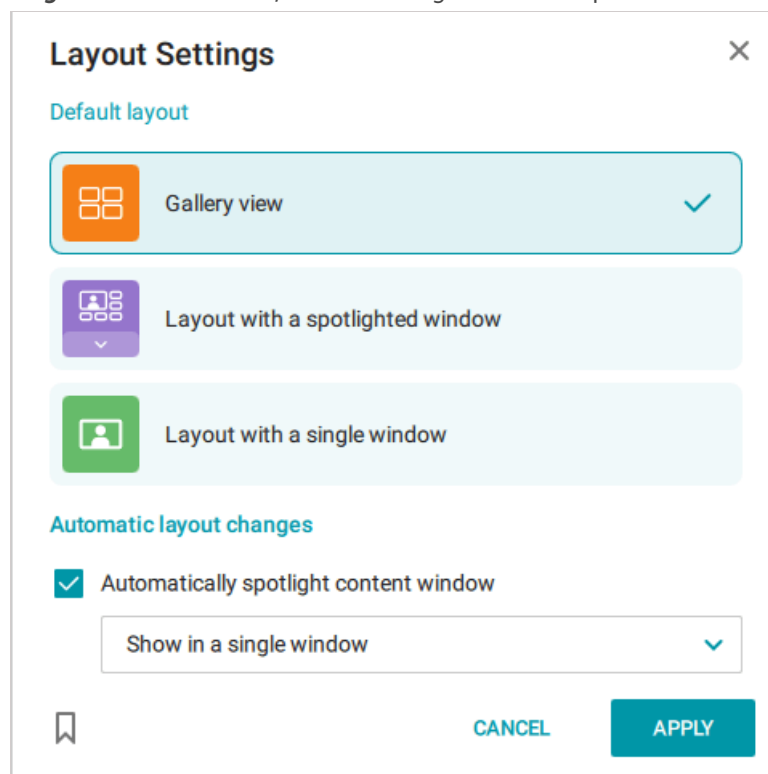 Layout Settings
Default layout
Gallery view
Layout with a spotlighted window
Layout with a single window
Automatic layout changes
Automatically spotlight content window
Show in a single window
CANCEL
APPLY